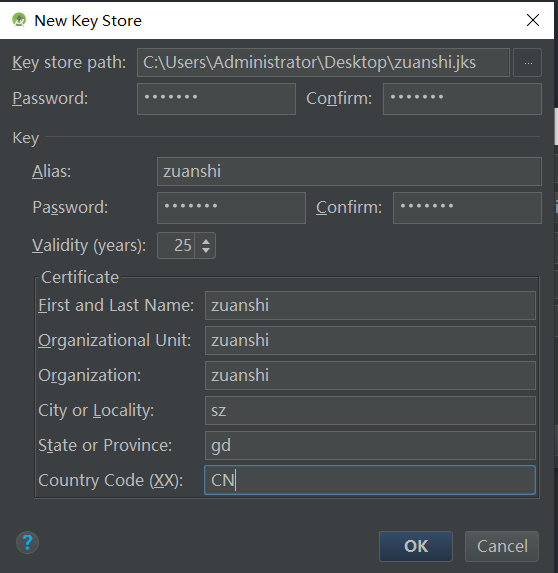 New Key Store
Key store path: C:\Users\Administrator\Desktop\zuanshi.jks ...
Password: ••••••• Confirm: •••••••
Key
Alias: zuanshi
Password: ••••••• Confirm: •••••••
Validity (years): 25
Certificate
First and Last Name: zuanshi
Organizational Unit: zuanshi
Organization: zuanshi
City or Locality: sz
State or Province: gd
Country Code (XX): CN
? OK Cancel